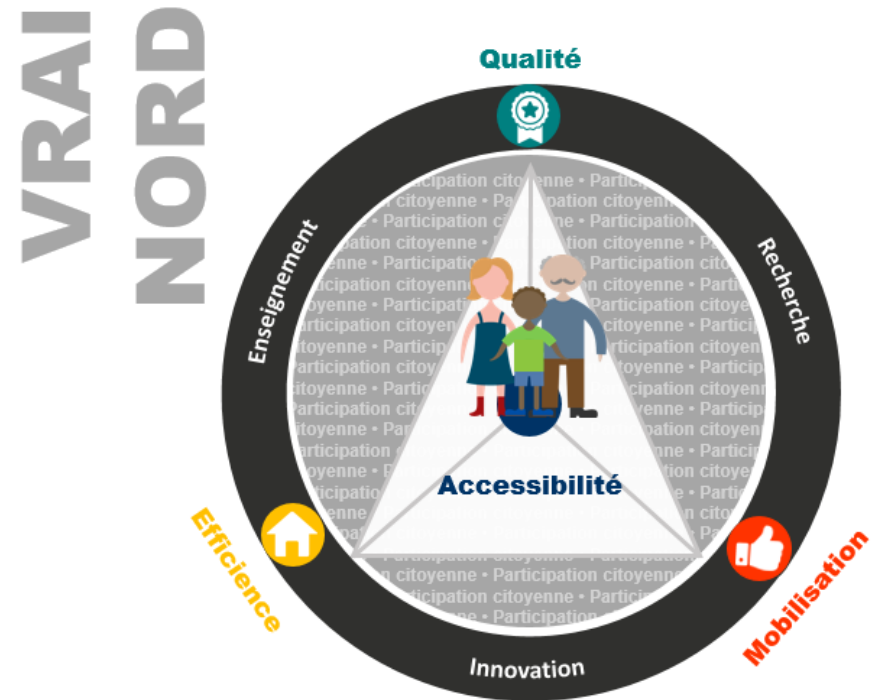 VRAI
NORD
Qualité
Enseignement
Recherche
Accessibilité
Efficience
Mobilisation
Innovation
Participation citoyenne • Participation citoyenne